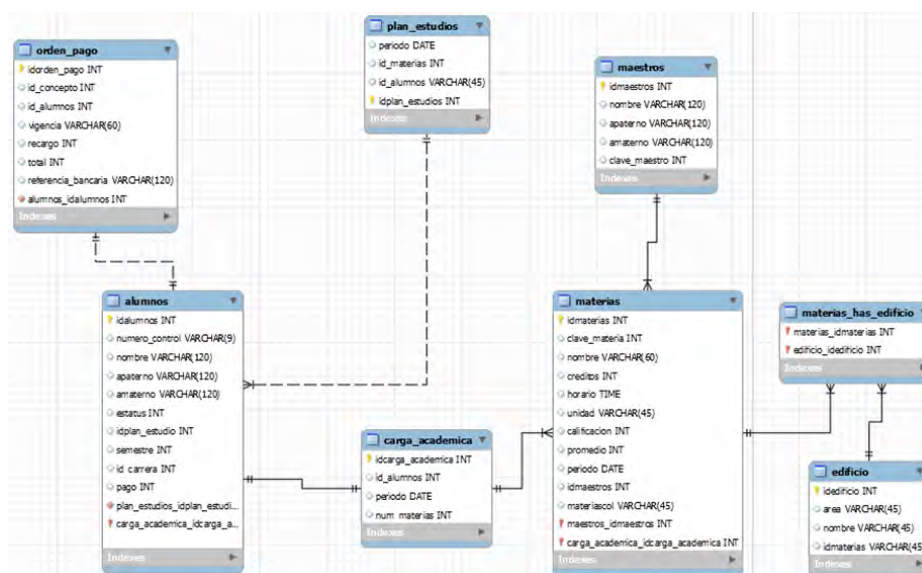 orden_pago
idorden_pago INT
id_concepto INT
id_alumnos INT
vigencia VARCHAR(60)
recargo INT
total INT
referencia_bancaria VARCHAR(120)
alumnos_idalumnos INT
Indexes
plan_estudios
periodo DATE
id_materias INT
id_alumnos VARCHAR(45)
idplan_estudios INT
Indexes
maestros
idmaestros INT
nombre VARCHAR(120)
apaterno VARCHAR(120)
amaterno VARCHAR(120)
clave_maestro INT
Indexes
alumnos
idalumnos INT
numero_control VARCHAR(9)
nombre VARCHAR(120)
apaterno VARCHAR(120)
amaterno VARCHAR(120)
estatus INT
idplan_estudio INT
semestre INT
id_carrera INT
pago INT
plan_estudios_idplan_estudi...
carga_academica_idcarga_a...
Indexes
carga_academica
idcarga_academica INT
id_alumnos INT
periodo DATE
num_materias INT
Indexes
materias
idmaterias INT
clave_materia INT
nombre VARCHAR(60)
creditos INT
horario TIME
unidad VARCHAR(45)
calificacion INT
promedio INT
periodo DATE
idmaestros INT
materiascol VARCHAR(45)
maestros_idmaestros INT
carga_academica_idcarga_academica INT
Indexes
materias_has_edificio
materias_idmaterias INT
edificio_idedificio INT
Indexes
edificio
idedificio INT
area VARCHAR(45)
nombre VARCHAR(45)
idmaterias VARCHAR(45)
Indexes